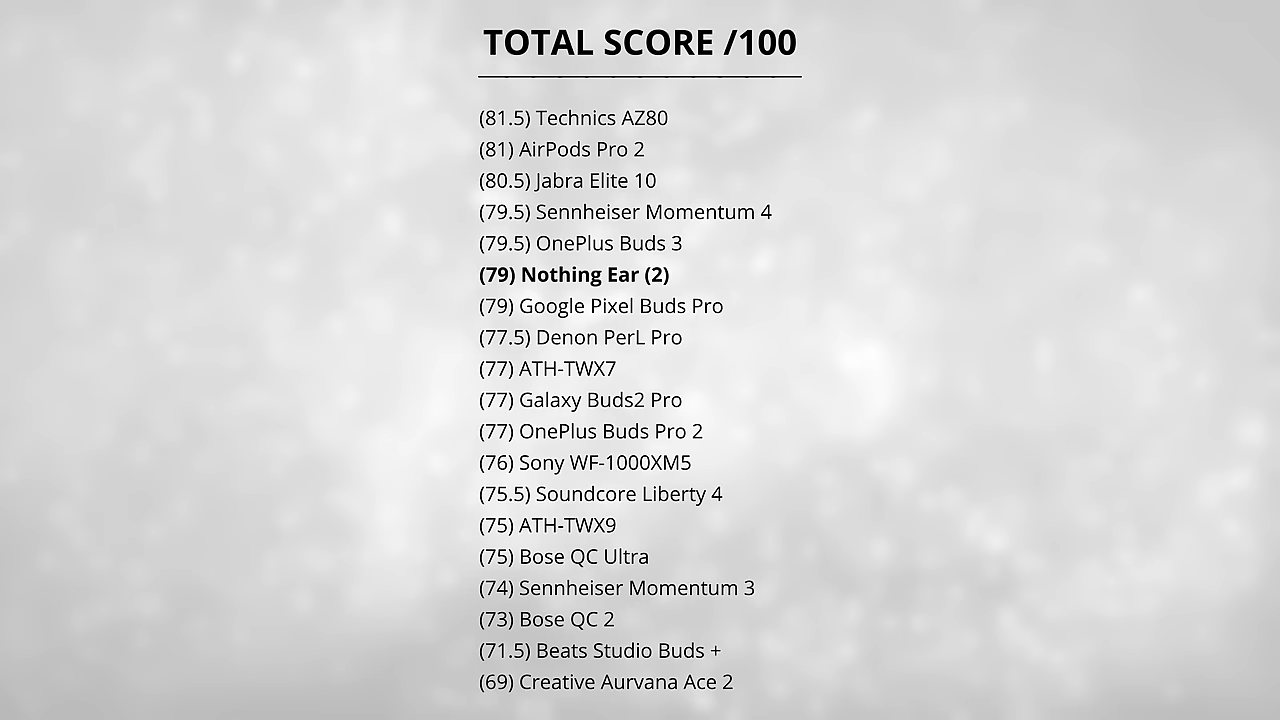 TOTAL SCORE /100
(81.5) Technics AZ80
(81) AirPods Pro 2
(80.5) Jabra Elite 10
(79.5) Sennheiser Momentum 4
(79.5) OnePlus Buds 3
(79) Nothing Ear (2)
(79) Google Pixel Buds Pro
(77.5) Denon PerL Pro
(77) ATH-TWX7
(77) Galaxy Buds2 Pro
(77) OnePlus Buds Pro 2
(76) Sony WF-1000XM5
(75.5) Soundcore Liberty 4
(75) ATH-TWX9
(75) Bose QC Ultra
(74) Sennheiser Momentum 3
(73) Bose QC 2
(71.5) Beats Studio Buds +
(69) Creative Aurvana Ace 2